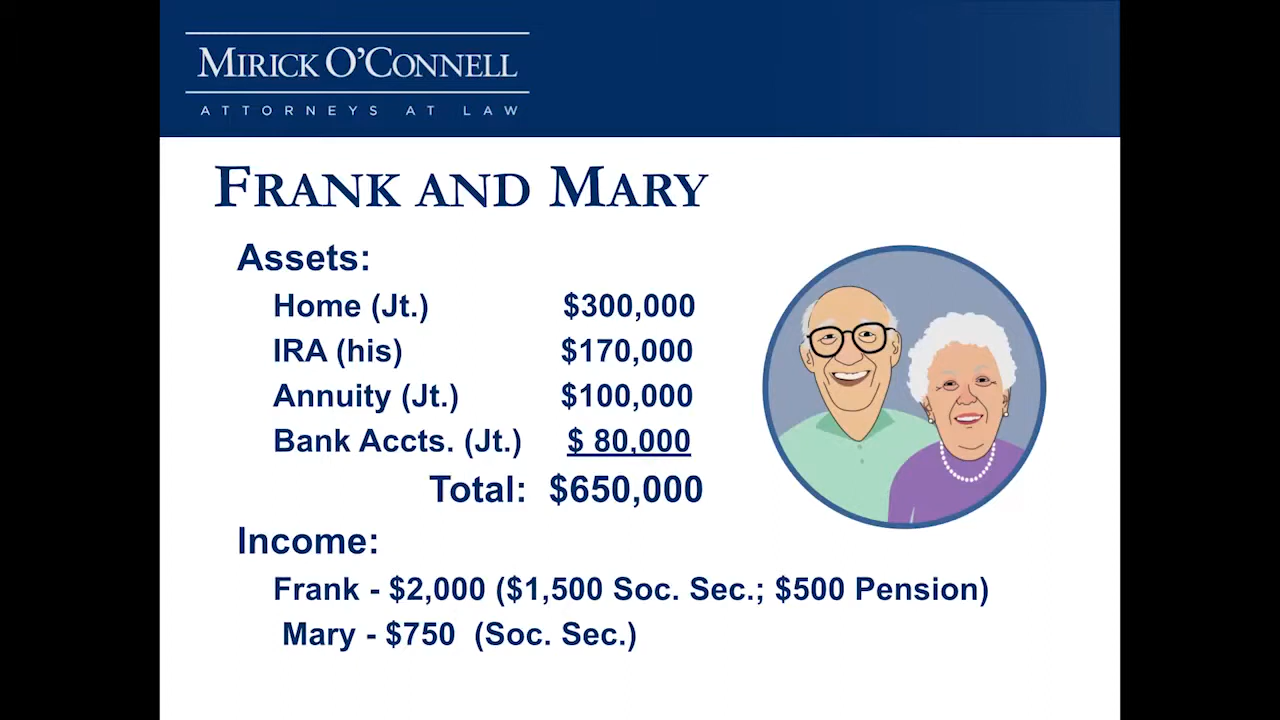 MIRICK O'CONNELL
ATTORNEYS AT LAW
FRANK AND MARY
Assets:
Home (Jt.) $300,000
IRA (his) $170,000
Annuity (Jt.) $100,000
Bank Accts. (Jt.) $ 80,000
Total: $650,000
Income:
Frank - $2,000 ($1,500 Soc. Sec.; $500 Pension)
Mary - $750 (Soc. Sec.)